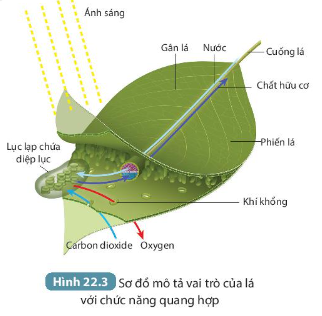 Ánh sáng
Gân lá
Nước
Cuống lá
Chất hữu cơ
Lục lạp chứa
diệp lục
Phiến lá
Khí khổng
Carbon dioxide
Oxygen
Hình 22.3 Sơ đồ mô tả vai trò của lá
với chức năng quang hợp